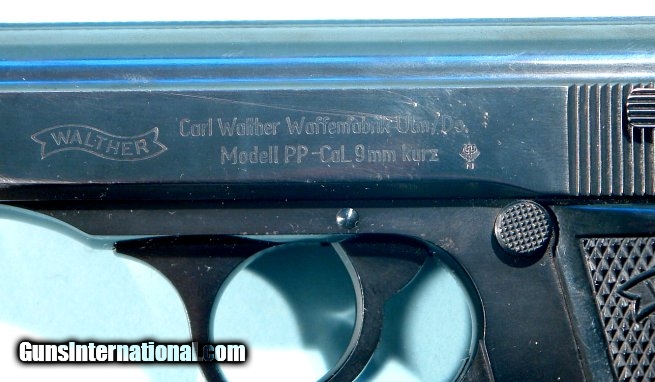 WALTHER
Carl Walther Waffenfabrik Ulm/Do.
Modell PP-Cal. 9mm kurz
GunsInternational.com